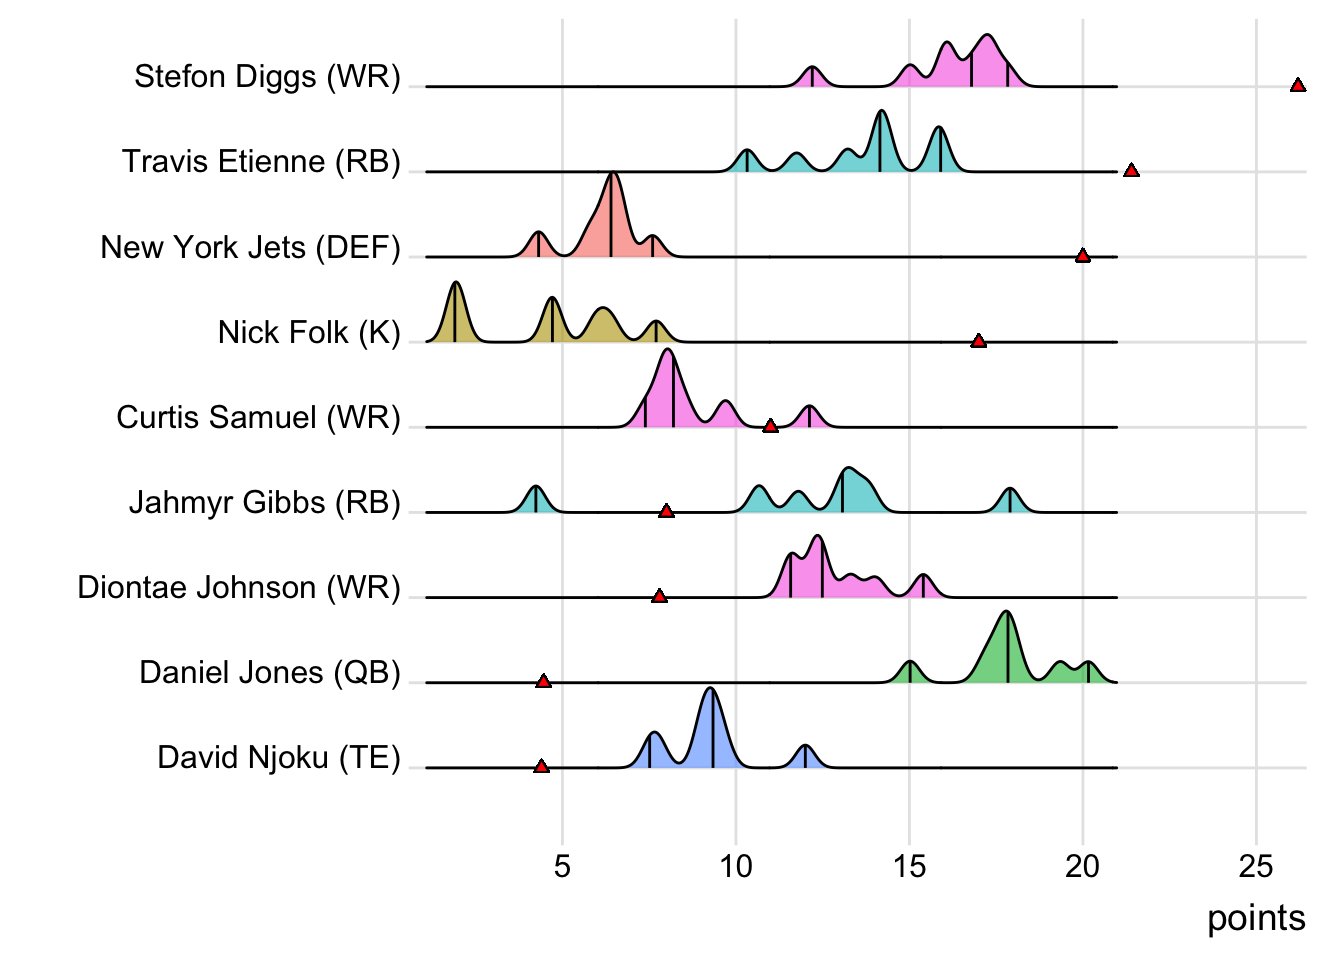 Stefon Diggs (WR)
Travis Etienne (RB)
New York Jets (DEF)
Nick Folk (K)
Curtis Samuel (WR)
Jahmyr Gibbs (RB)
Diontae Johnson (WR)
Daniel Jones (QB)
David Njoku (TE)
5 10 15 20 25
points